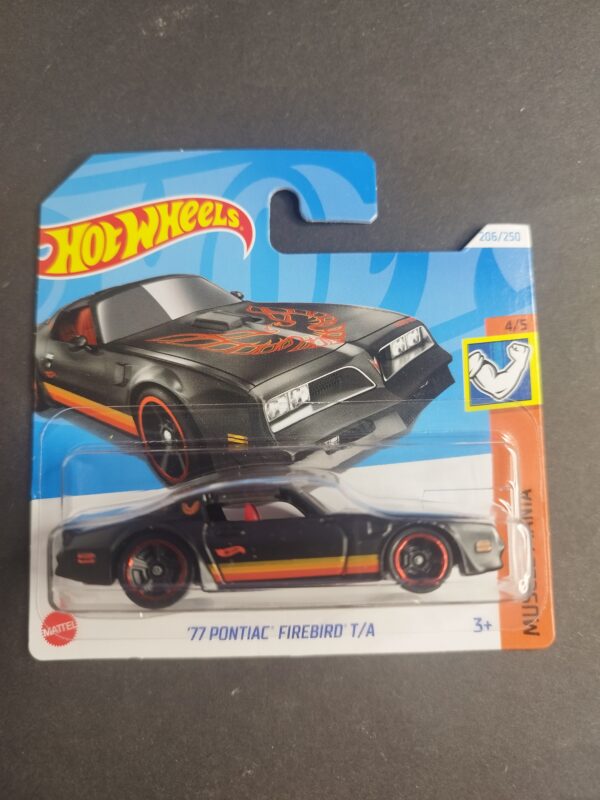 HOT WHEELS
206/250
4/5
MUSCLE MANIA
MATTEL
'77 PONTIAC® FIREBIRD® T/A
3+